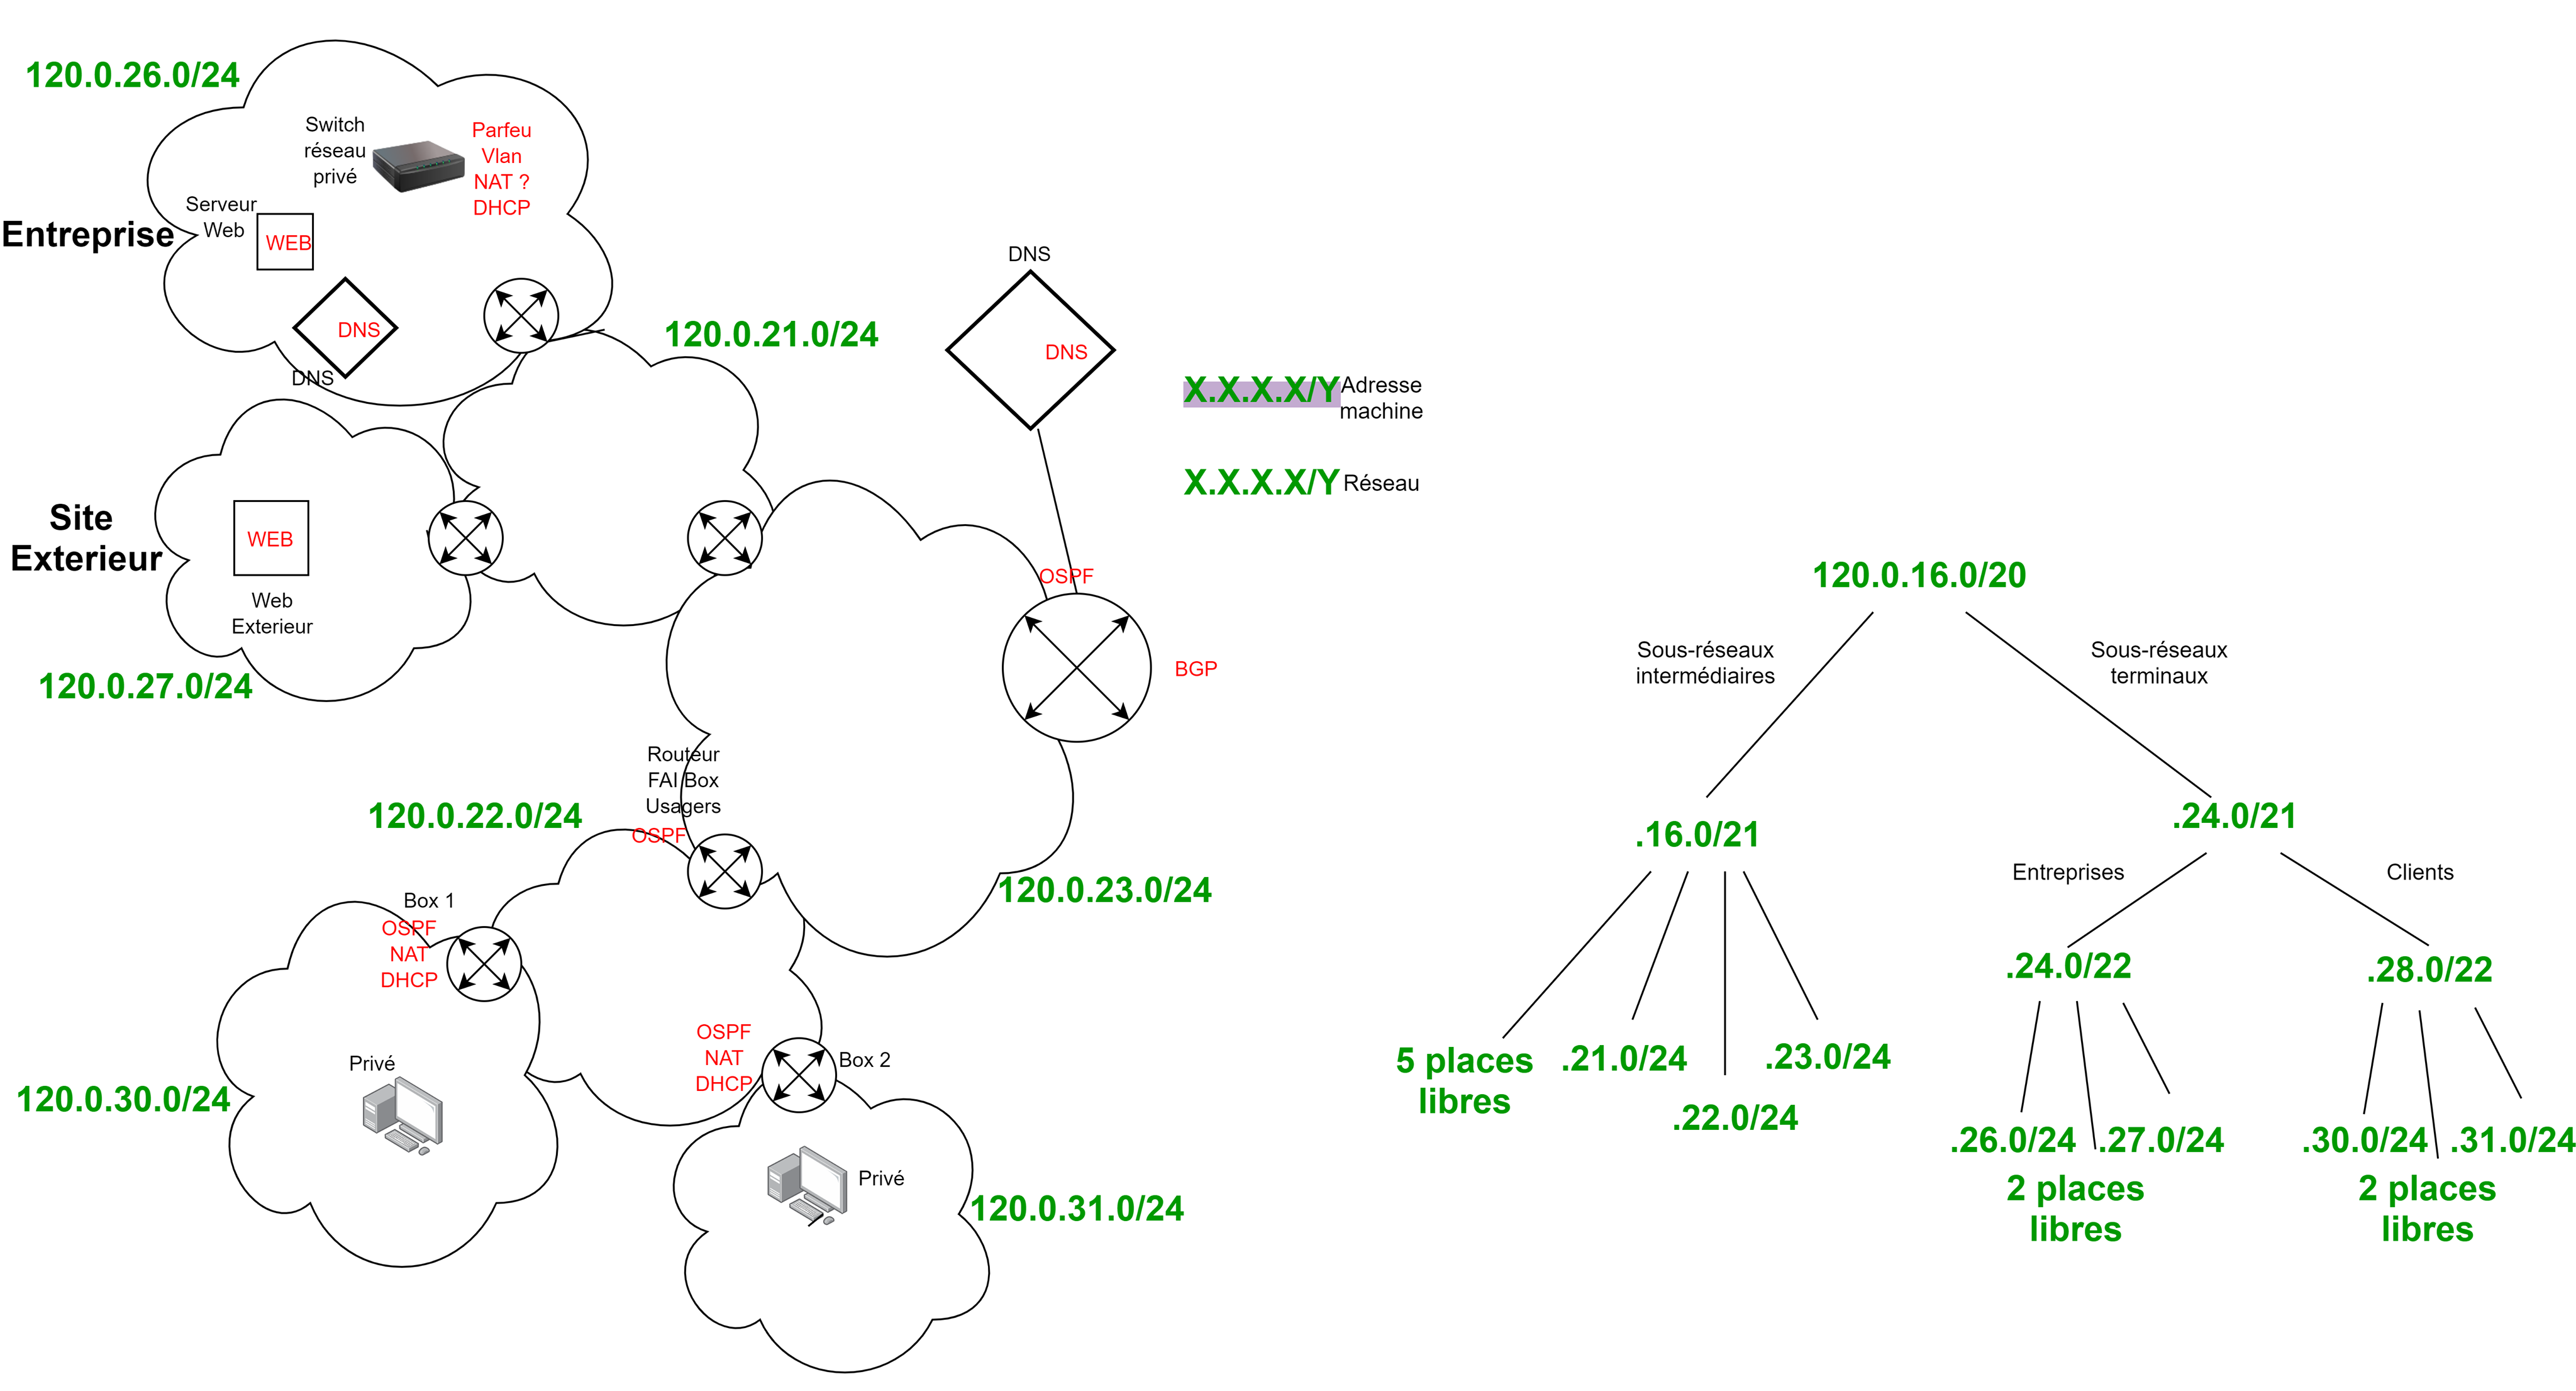 120.0.26.0/24
Switch
réseau
privé
Parfeu
Vlan
NAT ?
DHCP
Serveur
Web
WEB
Entreprise
DNS
DNS
120.0.21.0/24
DNS
DNS
X.X.X.X/Y
Adresse
machine
X.X.X.X/Y
Réseau
Site
Exterieur
WEB
Web
Exterieur
120.0.27.0/24
OSPF
BGP
Routeur
FAI Box
Usagers
OSPF
120.0.22.0/24
120.0.23.0/24
Box 1
OSPF
NAT
DHCP
Privé
120.0.30.0/24
OSPF
NAT
DHCP
Box 2
Privé
120.0.31.0/24
120.0.16.0/20
Sous-réseaux
intermédiaires
Sous-réseaux
terminaux
.16.0/21
.24.0/21
Entreprises
Clients
.24.0/22
.28.0/22
5 places
libres
.21.0/24
.22.0/24
.23.0/24
.26.0/24
.27.0/24
2 places
libres
.30.0/24
.31.0/24
2 places
libres